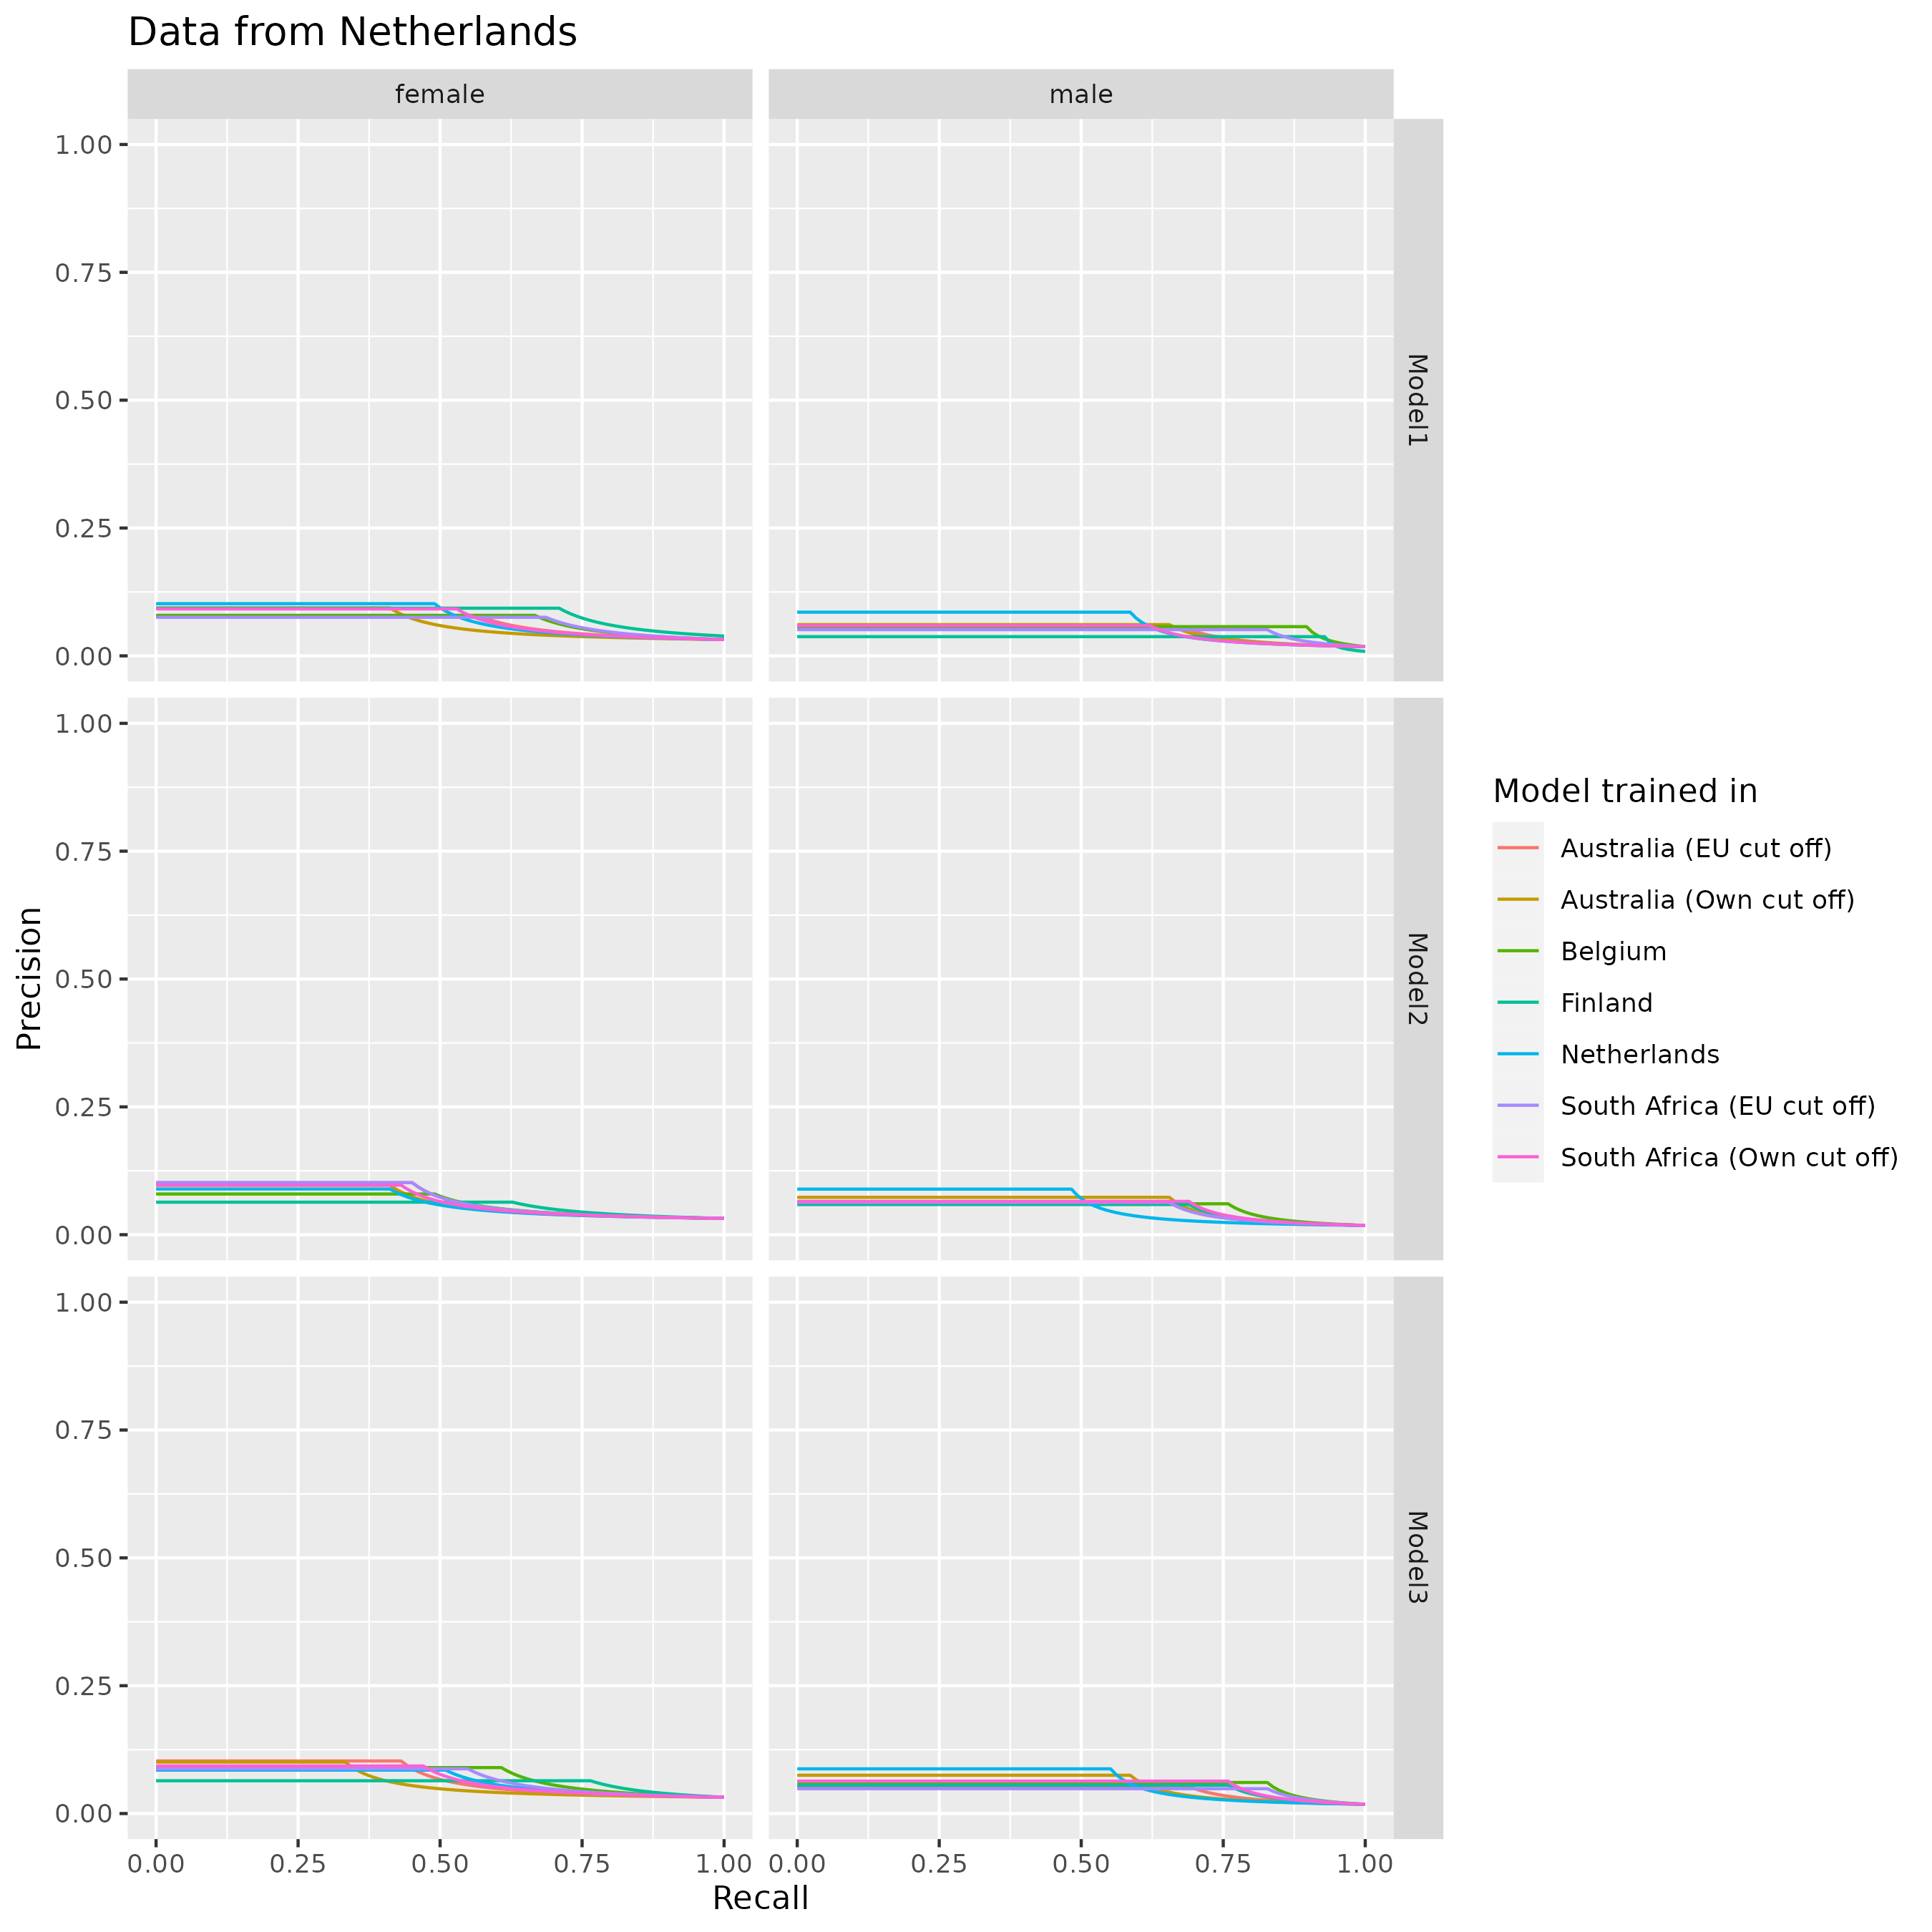 Data from Netherlands
female
male
1.00
0.75
0.50
0.25
0.00
Model1
1.00
0.75
0.50
0.25
0.00
Model2
1.00
0.75
0.50
0.25
0.00
Model3
Precision
0.00 0.25 0.50 0.75 1.00
0.00 0.25 0.50 0.75 1.00
Recall
Model trained in
Australia (EU cut off)
Australia (Own cut off)
Belgium
Finland
Netherlands
South Africa (EU cut off)
South Africa (Own cut off)